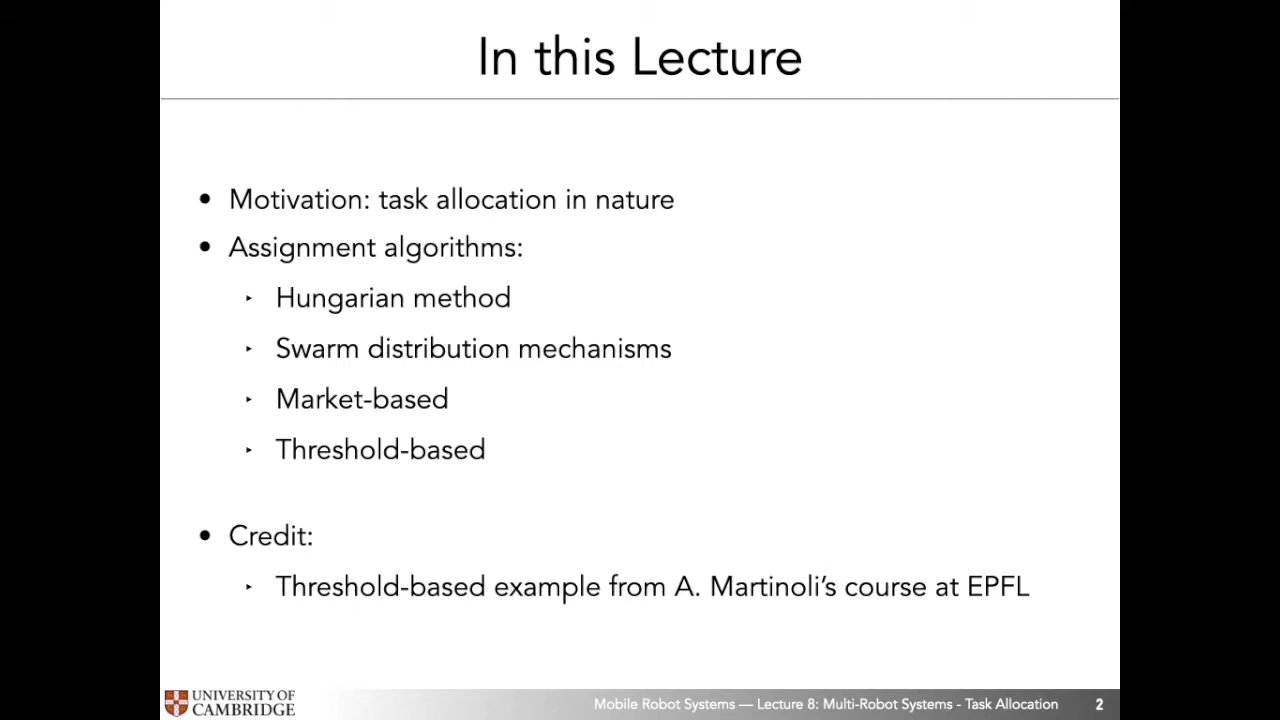 In this Lecture
• Motivation: task allocation in nature
• Assignment algorithms:
‣ Hungarian method
‣ Swarm distribution mechanisms
‣ Market-based
‣ Threshold-based
• Credit:
‣ Threshold-based example from A. Martinoli’s course at EPFL
UNIVERSITY OF
CAMBRIDGE
Mobile Robot Systems — Lecture 8: Multi-Robot Systems - Task Allocation 2